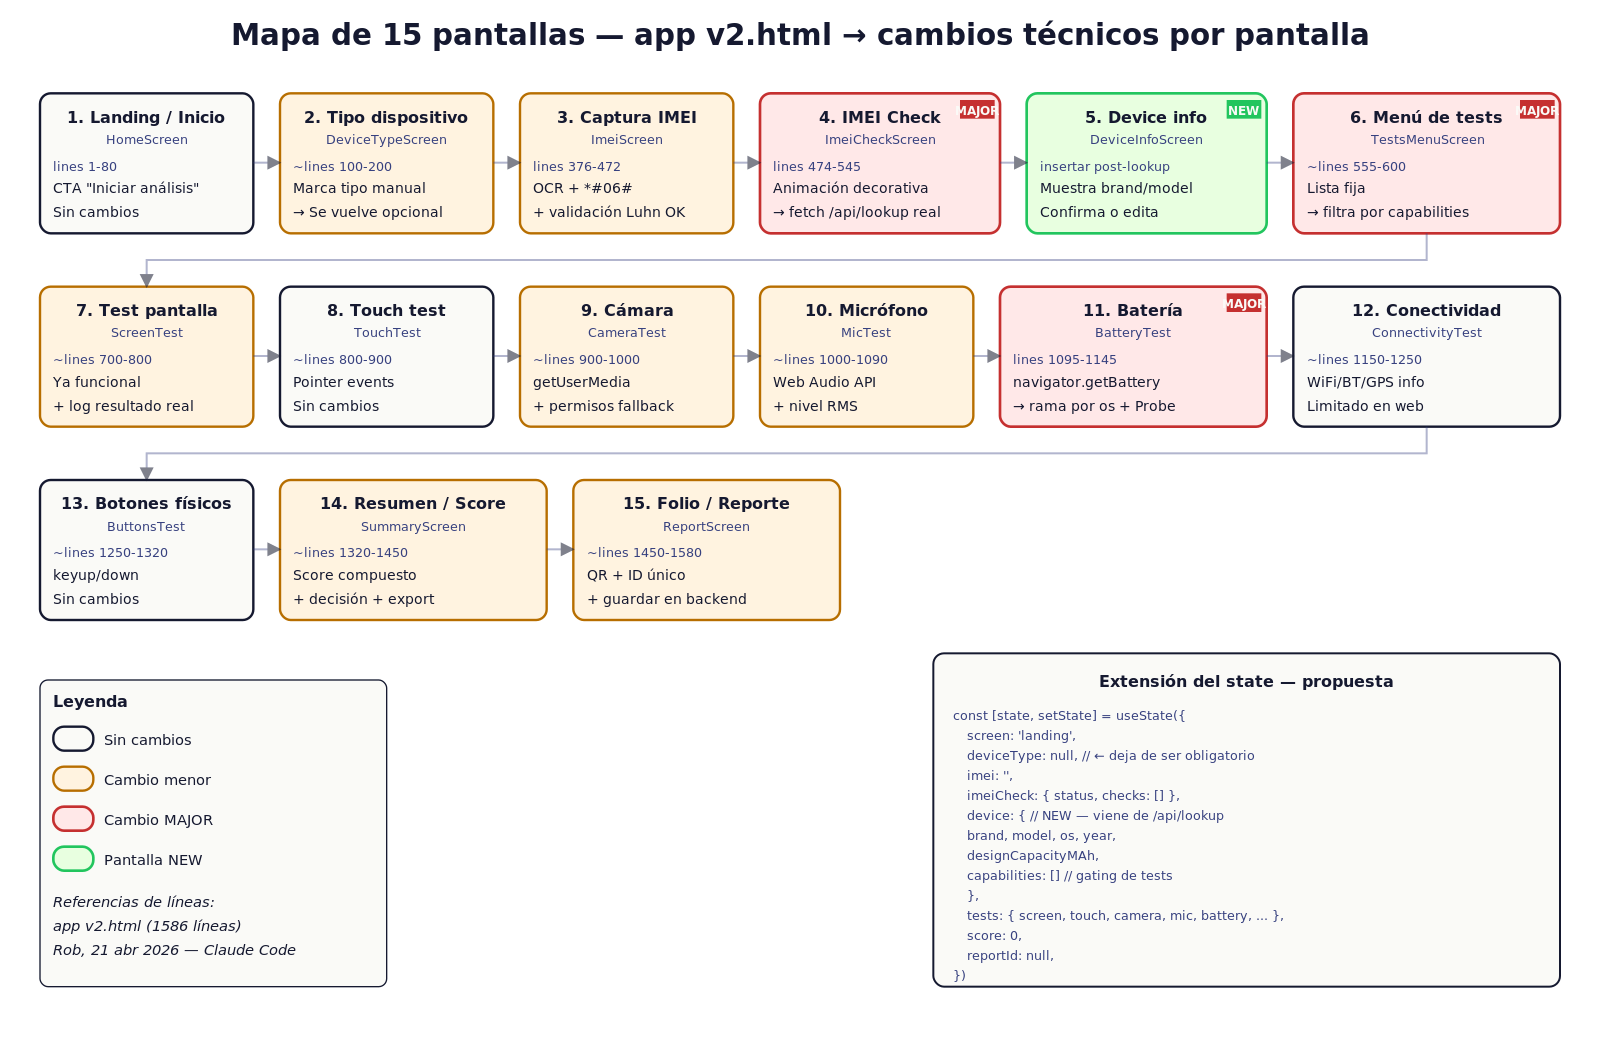 Mapa de 15 pantallas — app v2.html → cambios técnicos por pantalla
1. Landing / Inicio
HomeScreen
lines 1-80
CTA "Iniciar análisis"
Sin cambios
2. Tipo dispositivo
DeviceTypeScreen
~lines 100-200
Marca tipo manual
→ Se vuelve opcional
3. Captura IMEI
ImeiScreen
lines 376-472
OCR + *#06#
+ validación Luhn OK
4. IMEI Check
MAJOR
ImeiCheckScreen
lines 474-545
Animación decorativa
→ fetch /api/lookup real
5. Device info
NEW
DeviceInfoScreen
insertar post-lookup
Muestra brand/model
Confirma o edita
6. Menú de tests
MAJOR
TestsMenuScreen
~lines 555-600
Lista fija
→ filtra por capabilities
7. Test pantalla
ScreenTest
~lines 700-800
Ya funcional
+ log resultado real
8. Touch test
TouchTest
~lines 800-900
Pointer events
Sin cambios
9. Cámara
CameraTest
~lines 900-1000
getUserMedia
+ permisos fallback
10. Micrófono
MicTest
~lines 1000-1090
Web Audio API
+ nivel RMS
11. Batería
MAJOR
BatteryTest
lines 1095-1145
navigator.getBattery
→ rama por os + Probe
12. Conectividad
ConnectivityTest
~lines 1150-1250
WiFi/BT/GPS info
Limitado en web
13. Botones físicos
ButtonsTest
~lines 1250-1320
keyup/down
Sin cambios
14. Resumen / Score
SummaryScreen
~lines 1320-1450
Score compuesto
+ decisión + export
15. Folio / Reporte
ReportScreen
~lines 1450-1580
QR + ID único
+ guardar en backend
Leyenda
Sin cambios
Cambio menor
Cambio MAJOR
Pantalla NEW
Referencias de líneas:
app v2.html (1586 líneas)
Rob, 21 abr 2026 — Claude Code
Extensión del state — propuesta
const [state, setState] = useState({
screen: 'landing',
deviceType: null, // ← deja de ser obligatorio
imei: '',
imeiCheck: { status, checks: [] },
device: { // NEW — viene de /api/lookup
brand, model, os, year,
designCapacityMAh,
capabilities: [] // gating de tests
},
tests: { screen, touch, camera, mic, battery, ... },
score: 0,
reportId: null,
})